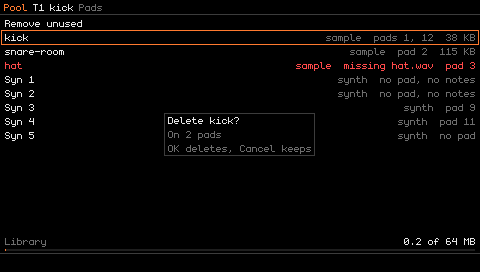 Pool T1 kick Pads
Remove unused
kick sample pads 1, 12 38 KB
snare-room sample pad 2 115 KB
hat sample missing hat.wav pad 3
Syn 1 synth no pad, no notes
Syn 2 synth no pad, no notes
Syn 3 synth pad 9
Syn 4 synth pad 11
Syn 5 synth no pad
Delete kick?
On 2 pads
OK deletes, Cancel keeps
Library 0.2 of 64 MB